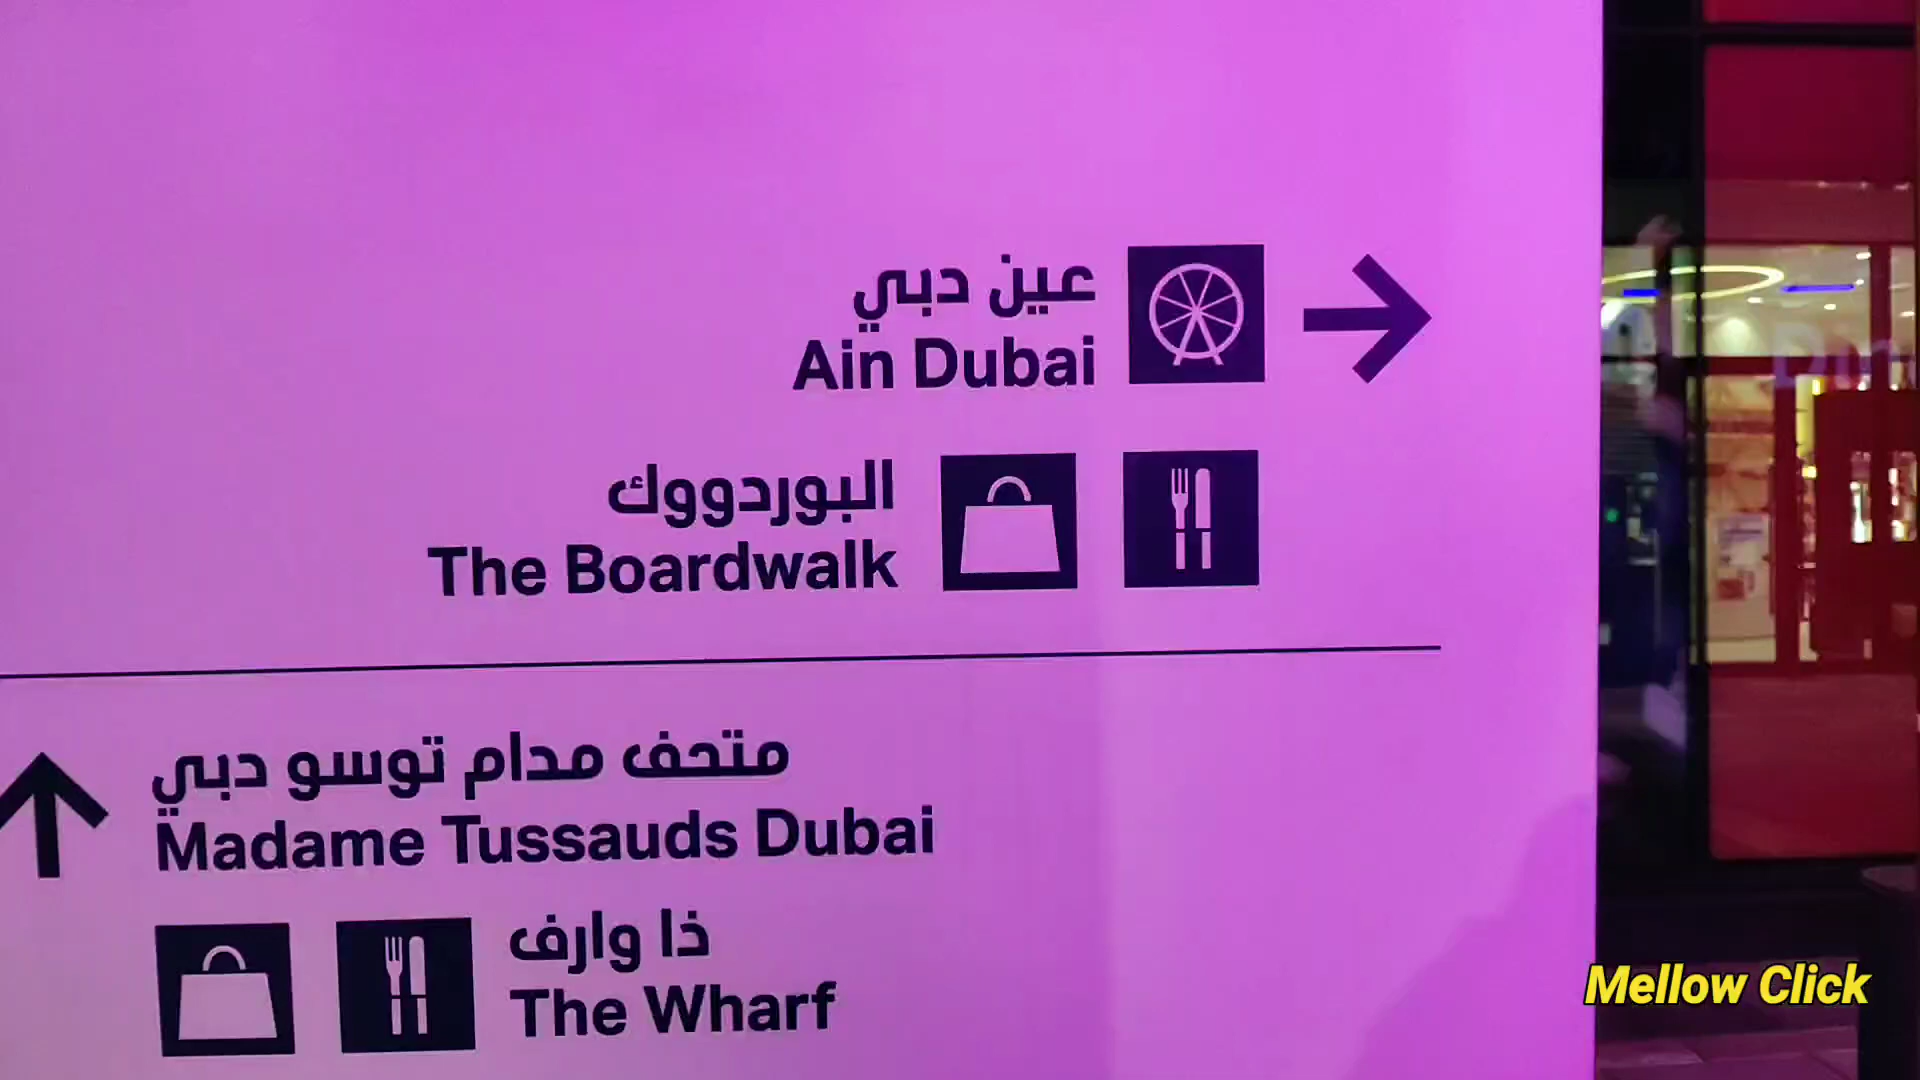 عين دبي
Ain Dubai
البوردووك
The Boardwalk
متحف مدام توسو دبي
Madame Tussauds Dubai
ذا وارف
The Wharf
Mellow Click